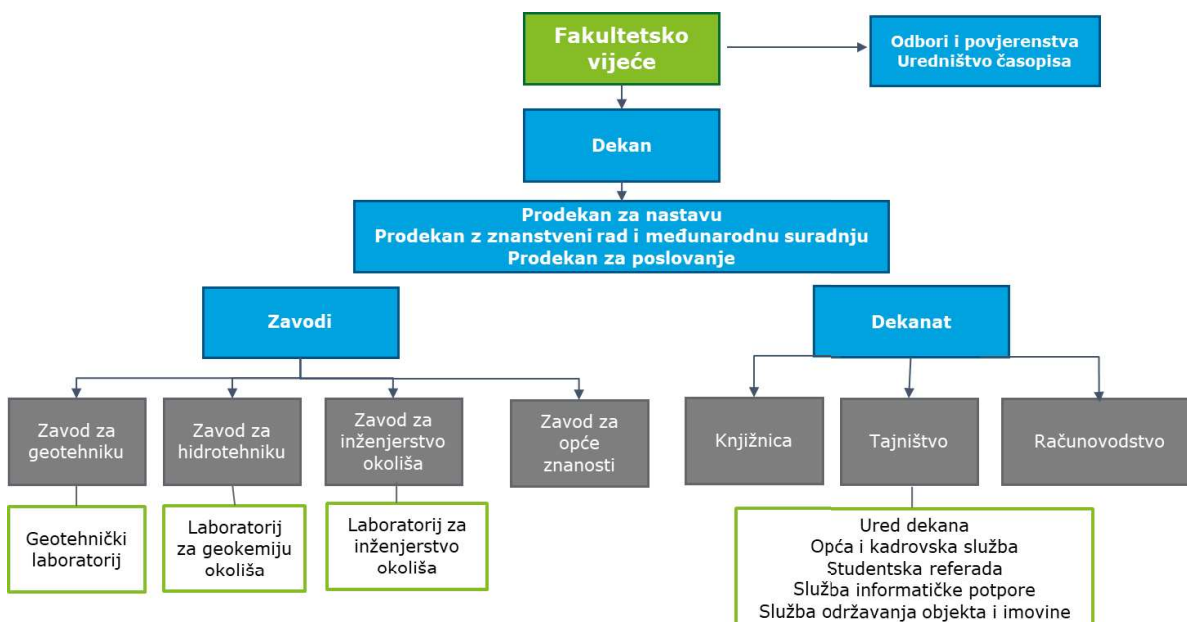 Fakultetsko
vijeće
Odbori i povjerenstva
Uredništvo časopisa
Dekan
Prodekan za nastavu
Prodekan z znanstveni rad i međunarodnu suradnju
Prodekan za poslovanje
Zavodi
Dekanat
Zavod za
geotehniku
Zavod za
hidrotehniku
Zavod za
inženjerstvo
okoliša
Zavod za
opće
znanosti
Knjižnica
Tajništvo
Računovodstvo
Geotehnički
laboratorij
Laboratorij
za geokemiju
okoliša
Laboratorij za
inženjerstvo
okoliša
Ured dekana
Opća i kadrovska služba
Studentska referada
Služba informatičke potpore
Služba održavanja objekta i imovine